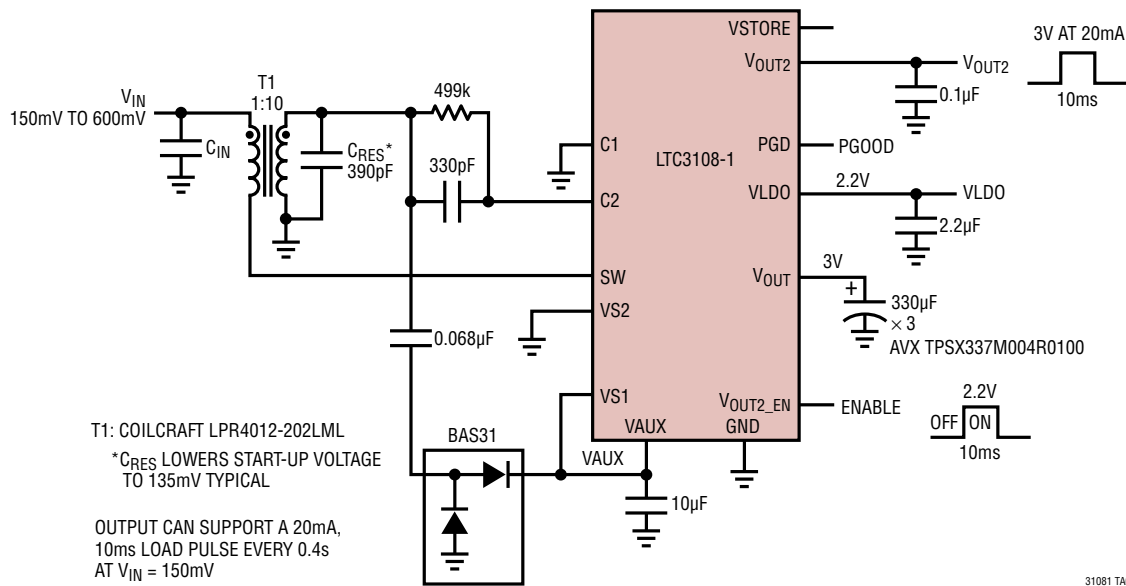 VSTORE
VOUT2
VOUT2
3V AT 20mA
10ms
0.1µF
T1
1:10
VIN
150mV TO 600mV
CIN
CRES*
390pF
499k
330pF
C1
LTC3108-1
PGD
PGOOD
C2
VLDO
2.2V
VLDO
2.2µF
SW
VOUT
3V
+
330µF
× 3
AVX TPSX337M004R0100
VS2
0.068µF
VS1
VOUT2_EN
ENABLE
2.2V
OFF
ON
10ms
VAUX
GND
T1: COILCRAFT LPR4012-202LML
*CRES LOWERS START-UP VOLTAGE
TO 135mV TYPICAL
BAS31
VAUX
10µF
OUTPUT CAN SUPPORT A 20mA,
10ms LOAD PULSE EVERY 0.4s
AT VIN = 150mV